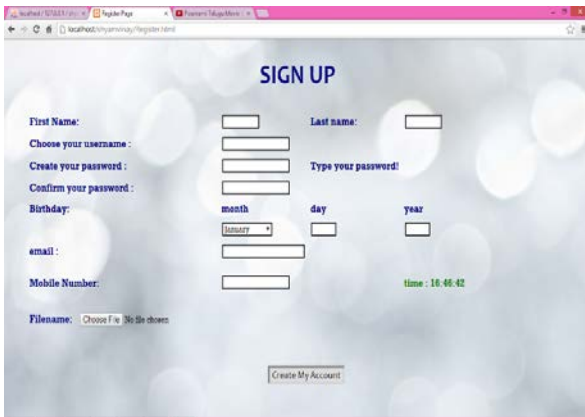 Register Page
localhost/shyamvinay/Register.html
SIGN UP
First Name: Last name:
Choose your username :
Create your password : Type your password!
Confirm your password :
Birthday: month day year
January
email :
Mobile Number: time : 16:46:42
Filename: Choose File No file chosen
Create My Account